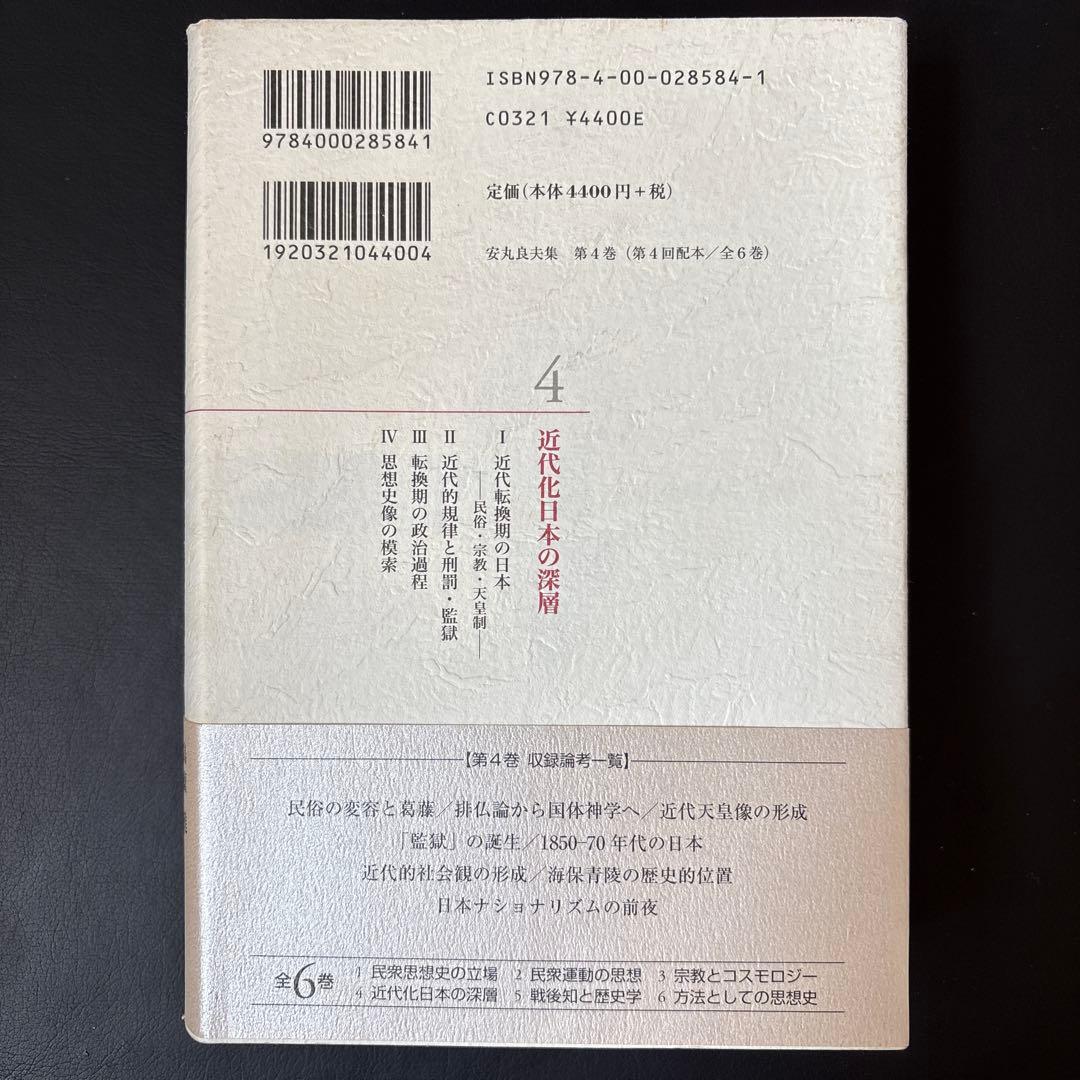 ISBN978-4-00-028584-1
C0321 ¥4400E
9784000285841
定価(本体4400円+税)
1920321044004
安丸良夫集 第4巻(第4回配本/全6巻)
4
近代化日本の深層
Ⅰ 近代転換期の日本
――民俗・宗教・天皇制――
Ⅱ 近代的規律と刑罰・監獄
Ⅲ 転換期の政治過程
Ⅳ 思想史像の模索
【第4巻 収録論考一覧】
民俗の変容と葛藤/排仏論から国体神学へ/近代天皇像の形成
「監獄」の誕生/1850–70年代の日本
近代的社会観の形成/海保青陵の歴史的位置
日本ナショナリズムの前夜
全6巻
1 民衆思想史の立場 2 民衆運動の思想 3 宗教とコスモロジー
4 近代化日本の深層 5 戦後知と歴史学 6 方法としての思想史